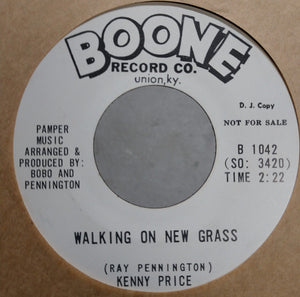 BOONE
RECORD CO.
union,ky.
D. J. Copy
NOT FOR SALE
PAMPER
MUSIC
ARRANGED &
PRODUCED BY:
BOBO AND
PENNINGTON
B 1042
(SO: 3420)
TIME 2:22
WALKING ON NEW GRASS
(RAY PENNINGTON)
KENNY PRICE